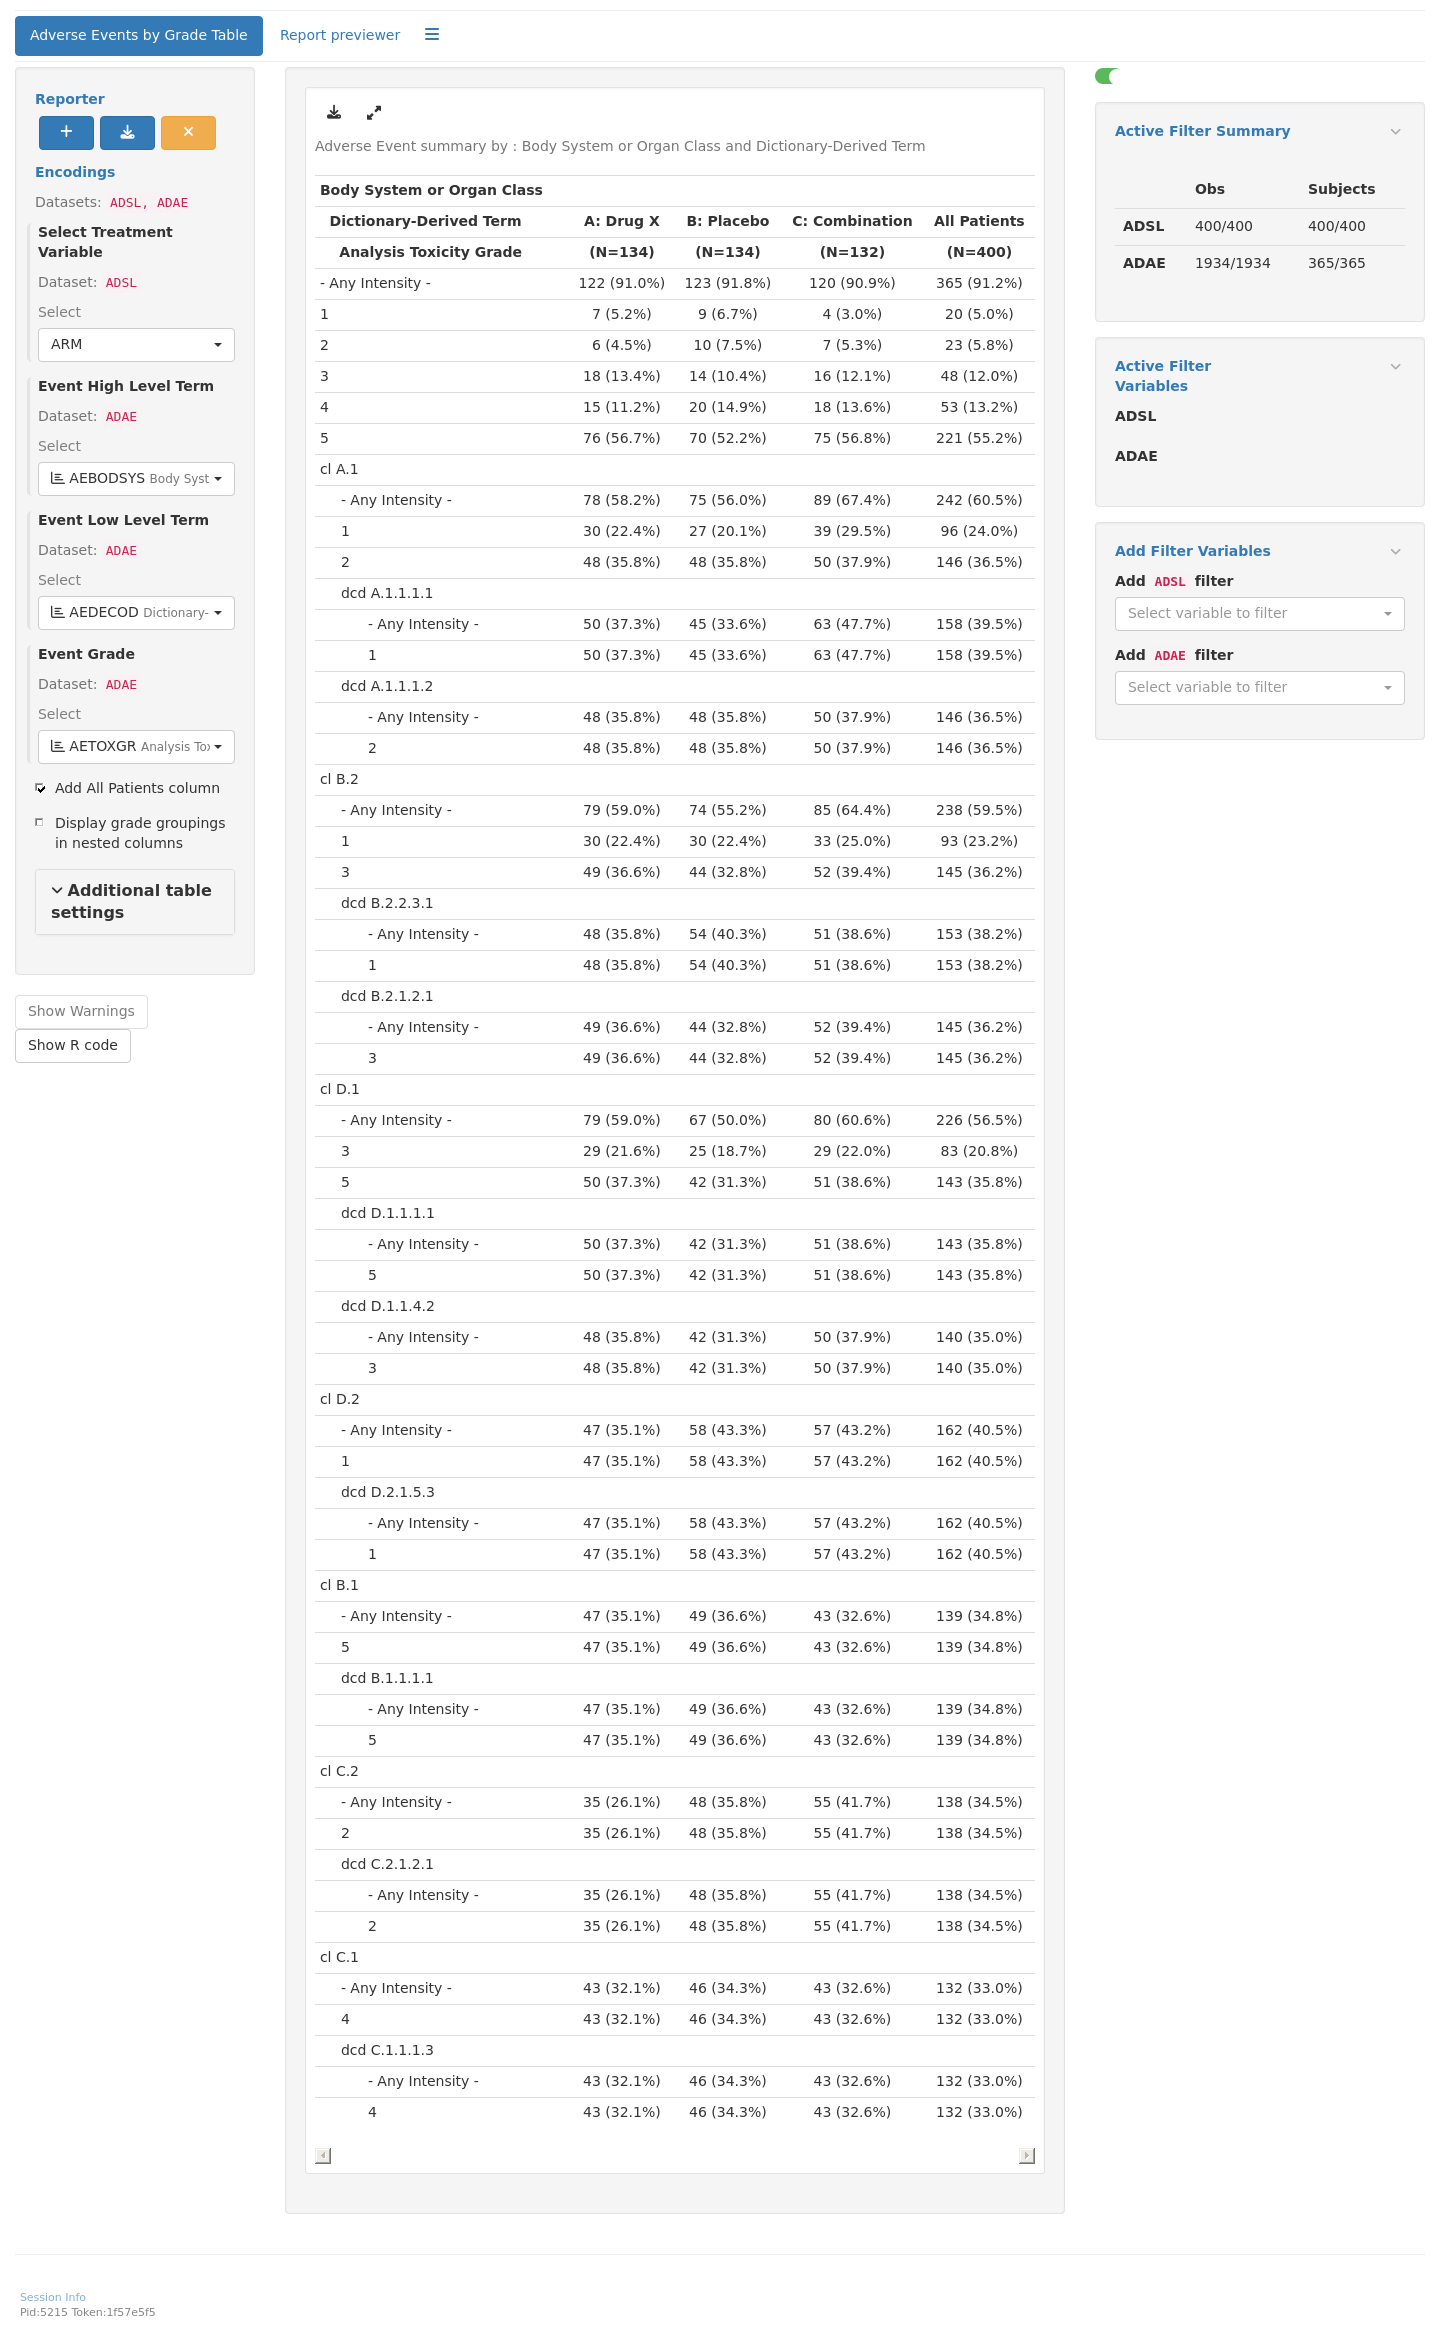 Adverse Events by Grade Table
Report previewer
Reporter
Encodings
Datasets: ADSL, ADAE
Select Treatment
Variable
Dataset: ADSL
Select
ARM
Event High Level Term
Dataset: ADAE
Select
AEBODSYS Body Syst
Event Low Level Term
Dataset: ADAE
Select
AEDECOD Dictionary-
Event Grade
Dataset: ADAE
Select
AETOXGR Analysis Tox
Add All Patients column
Display grade groupings
in nested columns
Additional table
settings
Show Warnings
Show R code
Adverse Event summary by : Body System or Organ Class and Dictionary-Derived Term
Body System or Organ Class
Dictionary-Derived Term A: Drug X B: Placebo C: Combination All Patients
Analysis Toxicity Grade (N=134) (N=134) (N=132) (N=400)
- Any Intensity - 122 (91.0%) 123 (91.8%) 120 (90.9%) 365 (91.2%)
1 7 (5.2%) 9 (6.7%) 4 (3.0%) 20 (5.0%)
2 6 (4.5%) 10 (7.5%) 7 (5.3%) 23 (5.8%)
3 18 (13.4%) 14 (10.4%) 16 (12.1%) 48 (12.0%)
4 15 (11.2%) 20 (14.9%) 18 (13.6%) 53 (13.2%)
5 76 (56.7%) 70 (52.2%) 75 (56.8%) 221 (55.2%)
cl A.1
- Any Intensity - 78 (58.2%) 75 (56.0%) 89 (67.4%) 242 (60.5%)
1 30 (22.4%) 27 (20.1%) 39 (29.5%) 96 (24.0%)
2 48 (35.8%) 48 (35.8%) 50 (37.9%) 146 (36.5%)
dcd A.1.1.1.1
- Any Intensity - 50 (37.3%) 45 (33.6%) 63 (47.7%) 158 (39.5%)
1 50 (37.3%) 45 (33.6%) 63 (47.7%) 158 (39.5%)
dcd A.1.1.1.2
- Any Intensity - 48 (35.8%) 48 (35.8%) 50 (37.9%) 146 (36.5%)
2 48 (35.8%) 48 (35.8%) 50 (37.9%) 146 (36.5%)
cl B.2
- Any Intensity - 79 (59.0%) 74 (55.2%) 85 (64.4%) 238 (59.5%)
1 30 (22.4%) 30 (22.4%) 33 (25.0%) 93 (23.2%)
3 49 (36.6%) 44 (32.8%) 52 (39.4%) 145 (36.2%)
dcd B.2.2.3.1
- Any Intensity - 48 (35.8%) 54 (40.3%) 51 (38.6%) 153 (38.2%)
1 48 (35.8%) 54 (40.3%) 51 (38.6%) 153 (38.2%)
dcd B.2.1.2.1
- Any Intensity - 49 (36.6%) 44 (32.8%) 52 (39.4%) 145 (36.2%)
3 49 (36.6%) 44 (32.8%) 52 (39.4%) 145 (36.2%)
cl D.1
- Any Intensity - 79 (59.0%) 67 (50.0%) 80 (60.6%) 226 (56.5%)
3 29 (21.6%) 25 (18.7%) 29 (22.0%) 83 (20.8%)
5 50 (37.3%) 42 (31.3%) 51 (38.6%) 143 (35.8%)
dcd D.1.1.1.1
- Any Intensity - 50 (37.3%) 42 (31.3%) 51 (38.6%) 143 (35.8%)
5 50 (37.3%) 42 (31.3%) 51 (38.6%) 143 (35.8%)
dcd D.1.1.4.2
- Any Intensity - 48 (35.8%) 42 (31.3%) 50 (37.9%) 140 (35.0%)
3 48 (35.8%) 42 (31.3%) 50 (37.9%) 140 (35.0%)
cl D.2
- Any Intensity - 47 (35.1%) 58 (43.3%) 57 (43.2%) 162 (40.5%)
1 47 (35.1%) 58 (43.3%) 57 (43.2%) 162 (40.5%)
dcd D.2.1.5.3
- Any Intensity - 47 (35.1%) 58 (43.3%) 57 (43.2%) 162 (40.5%)
1 47 (35.1%) 58 (43.3%) 57 (43.2%) 162 (40.5%)
cl B.1
- Any Intensity - 47 (35.1%) 49 (36.6%) 43 (32.6%) 139 (34.8%)
5 47 (35.1%) 49 (36.6%) 43 (32.6%) 139 (34.8%)
dcd B.1.1.1.1
- Any Intensity - 47 (35.1%) 49 (36.6%) 43 (32.6%) 139 (34.8%)
5 47 (35.1%) 49 (36.6%) 43 (32.6%) 139 (34.8%)
cl C.2
- Any Intensity - 35 (26.1%) 48 (35.8%) 55 (41.7%) 138 (34.5%)
2 35 (26.1%) 48 (35.8%) 55 (41.7%) 138 (34.5%)
dcd C.2.1.2.1
- Any Intensity - 35 (26.1%) 48 (35.8%) 55 (41.7%) 138 (34.5%)
2 35 (26.1%) 48 (35.8%) 55 (41.7%) 138 (34.5%)
cl C.1
- Any Intensity - 43 (32.1%) 46 (34.3%) 43 (32.6%) 132 (33.0%)
4 43 (32.1%) 46 (34.3%) 43 (32.6%) 132 (33.0%)
dcd C.1.1.1.3
- Any Intensity - 43 (32.1%) 46 (34.3%) 43 (32.6%) 132 (33.0%)
4 43 (32.1%) 46 (34.3%) 43 (32.6%) 132 (33.0%)
Active Filter Summary
Obs Subjects
ADSL 400/400 400/400
ADAE 1934/1934 365/365
Active Filter
Variables
ADSL
ADAE
Add Filter Variables
Add ADSL filter
Select variable to filter
Add ADAE filter
Select variable to filter
Session Info
Pid:5215 Token:1f57e5f5